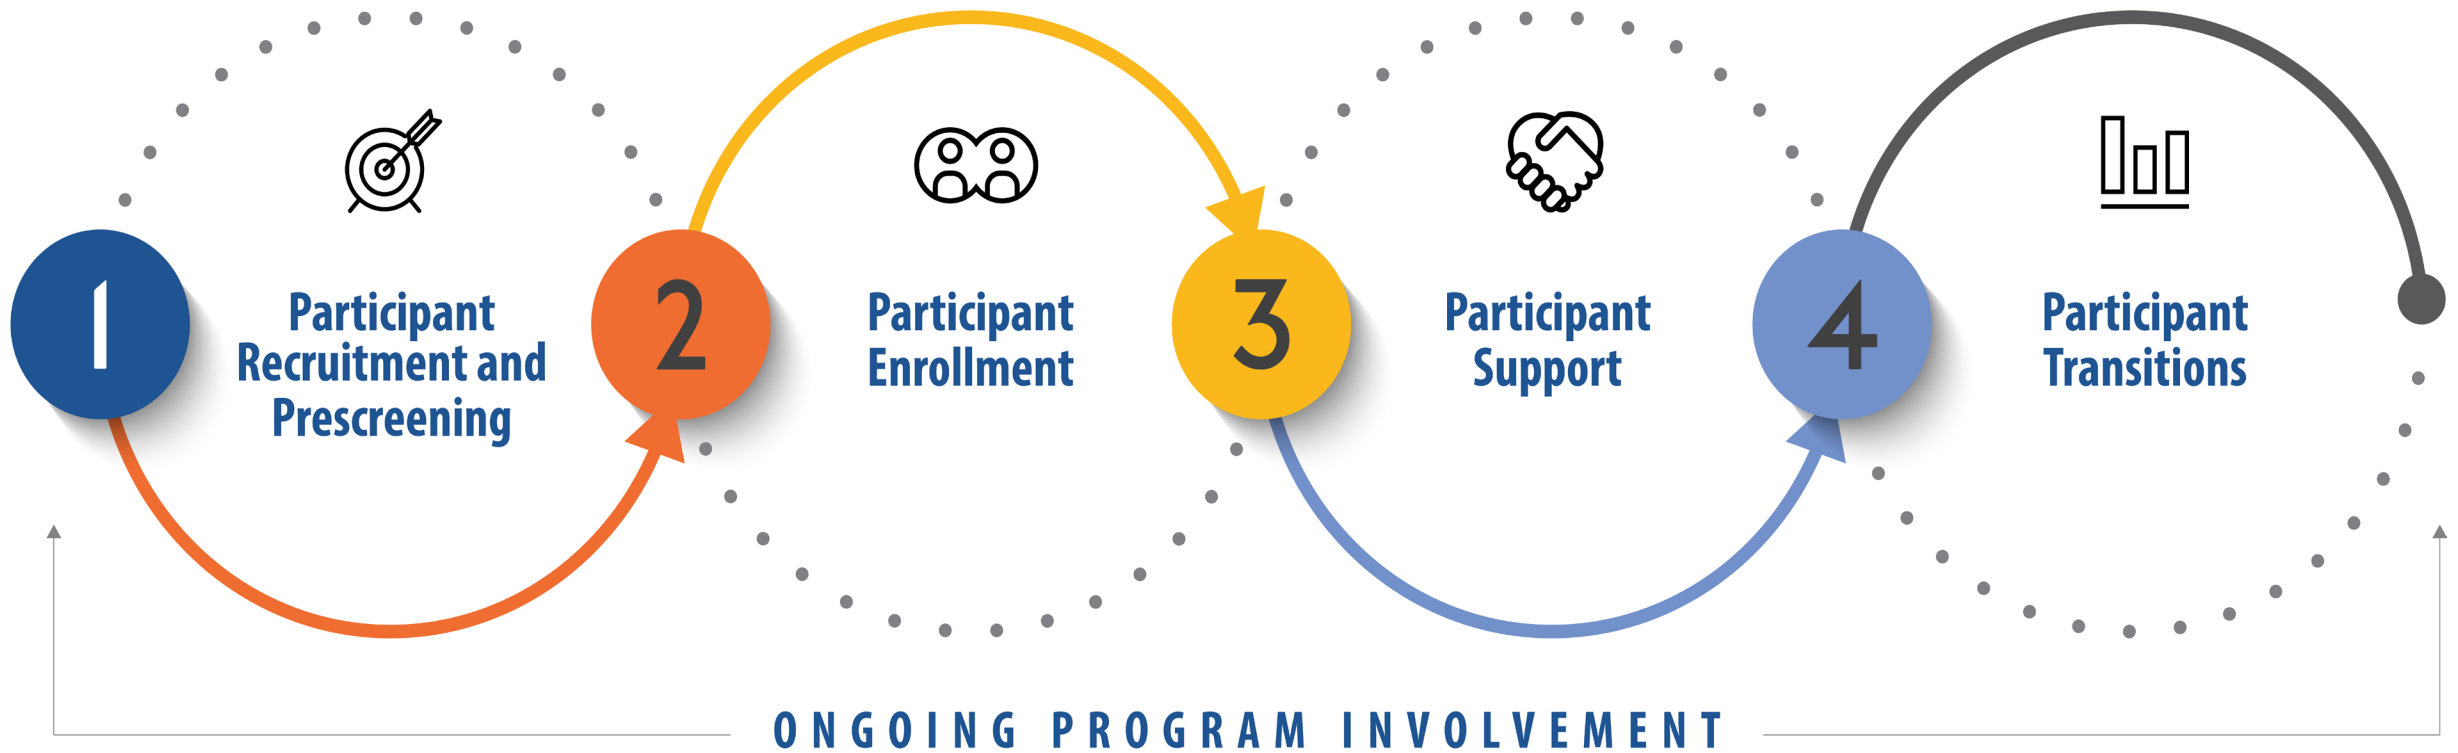 1
Participant
Recruitment and
Prescreening
2
Participant
Enrollment
3
Participant
Support
4
Participant
Transitions
ONGOING PROGRAM INVOLVEMENT